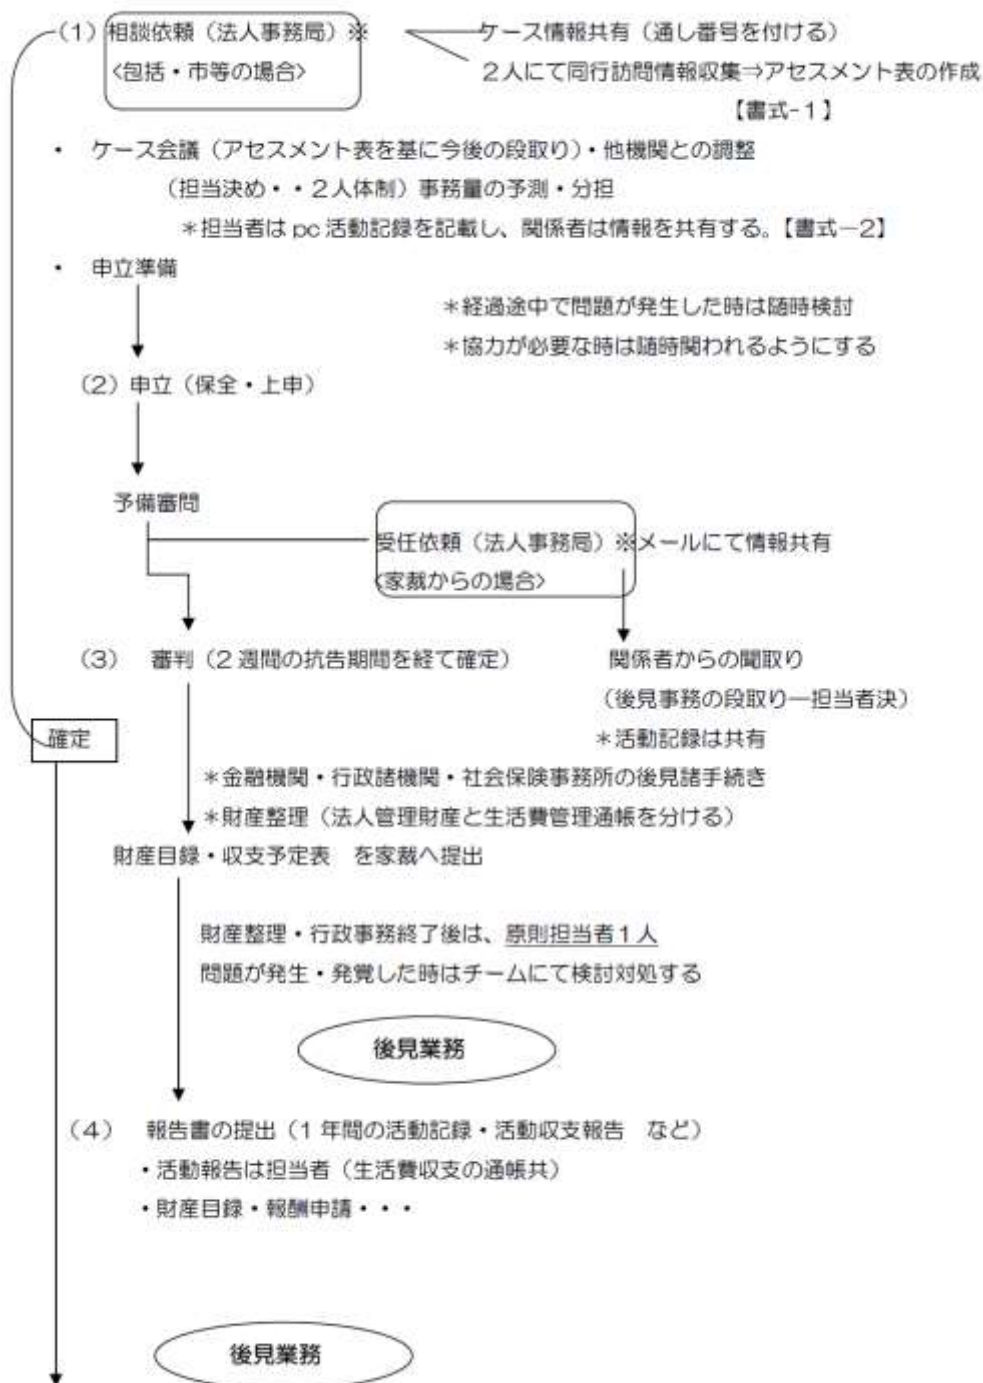 (1) 相談依頼(法人事務局)※
〈包括・市等の場合〉
ケース情報共有(通し番号を付ける)
2人にて同行訪問情報収集⇒アセスメント表の作成
【書式-1】
・ ケース会議(アセスメント表を基に今後の段取り)・他機関との調整
(担当決め・・2人体制)事務量の予測・分担
*担当者は pc 活動記録を記載し、関係者は情報を共有する。【書式－2】
・ 申立準備
*経過途中で問題が発生した時は随時検討
*協力が必要な時は随時関われるようにする
(2) 申立(保全・上申)
予備審問
受任依頼(法人事務局)※メールにて情報共有
〈家裁からの場合〉
(3) 審判(2週間の抗告期間を経て確定)
関係者からの聞取り
(後見事務の段取り―担当者決)
*活動記録は共有
確定
*金融機関・行政諸機関・社会保険事務所の後見諸手続き
*財産整理(法人管理財産と生活費管理通帳を分ける)
財産目録・収支予定表 を家裁へ提出
財産整理・行政事務終了後は、原則担当者1人
問題が発生・発覚した時はチームにて検討対処する
後見業務
(4) 報告書の提出(1年間の活動記録・活動収支報告 など)
・活動報告は担当者(生活費収支の通帳共)
・財産目録・報酬申請・・・
後見業務